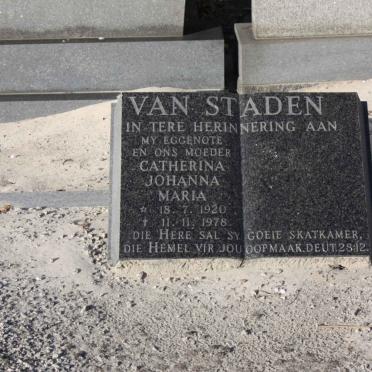 VAN STADEN
IN TERE HERINNERING AAN
MY EGGENOTE
EN ONS MOEDER
CATHERINA
JOHANNA
MARIA
* 18. 7. 1920
† 11. 11. 1978
DIE HERE SAL SY GOEIE SKATKAMER,
DIE HEMEL VIR JOU OOPMAAK. DEUT. 28:12.